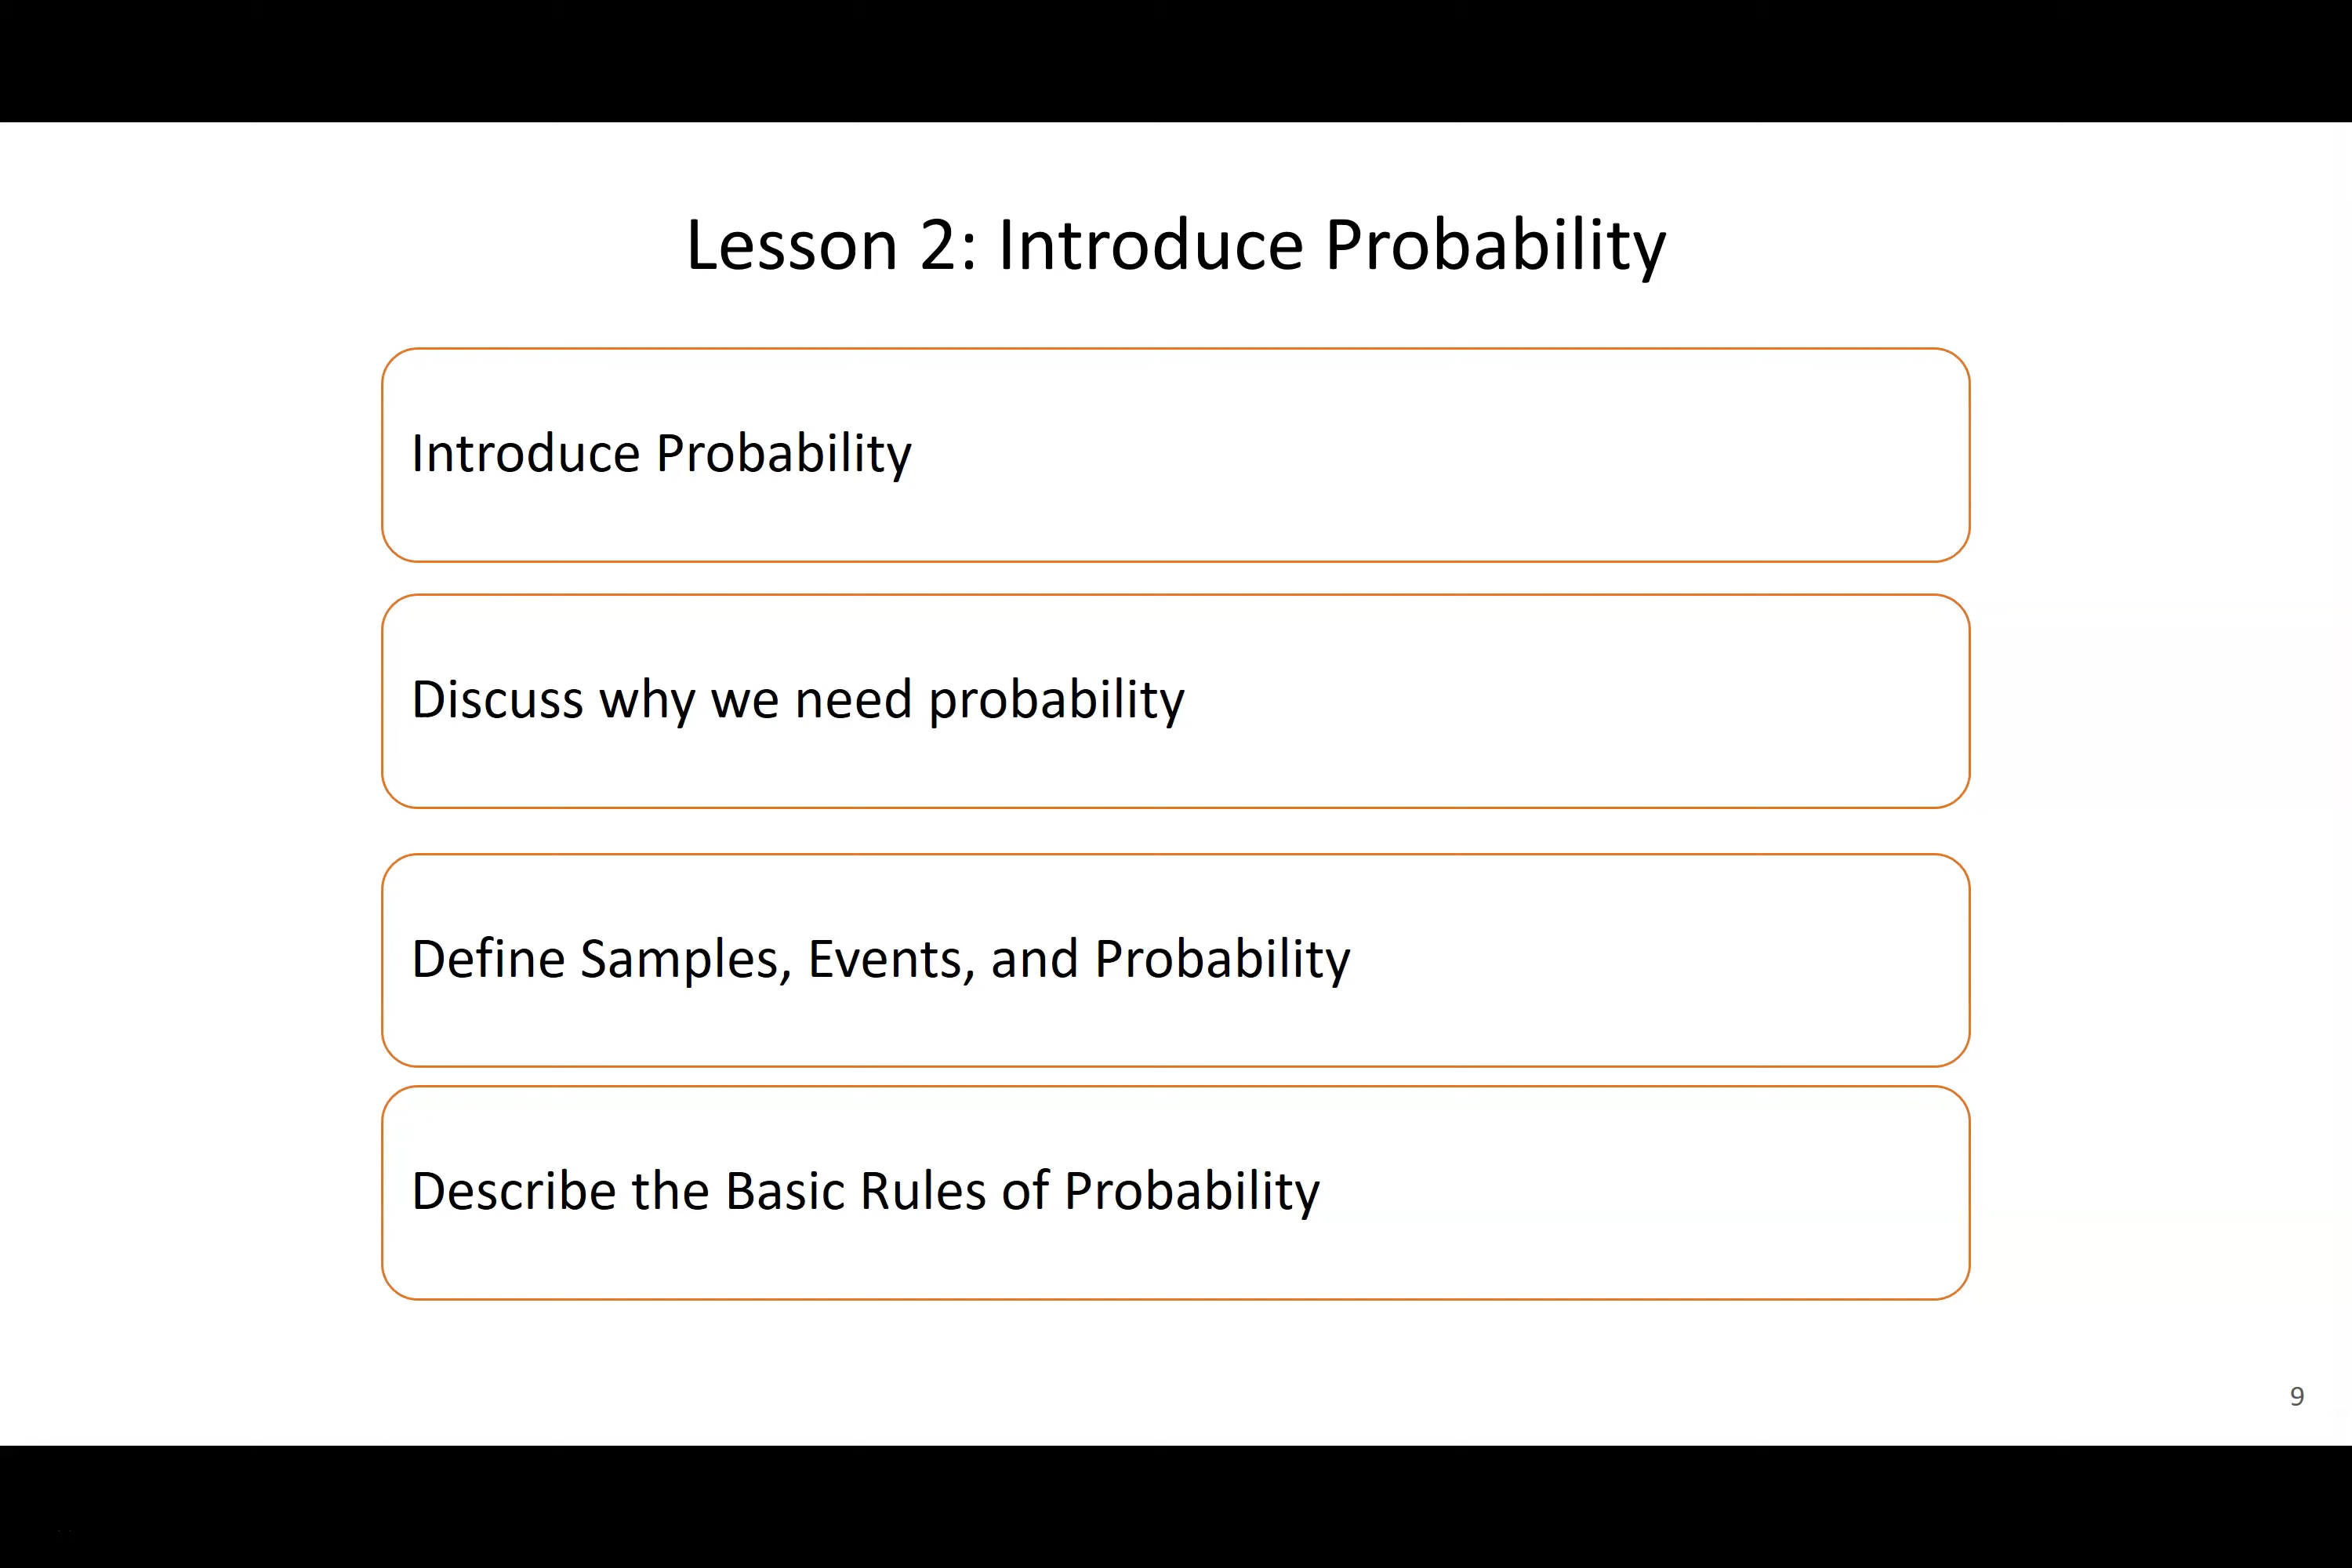 Lesson 2: Introduce Probability
Introduce Probability
Discuss why we need probability
Define Samples, Events, and Probability
Describe the Basic Rules of Probability
9